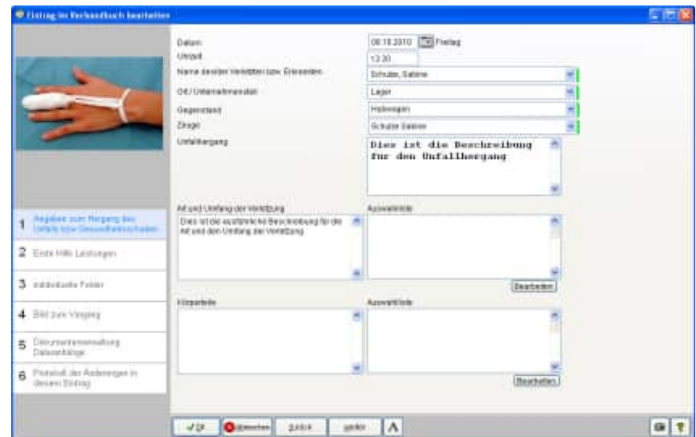 Eintrag im Verbandbuch bearbeiten
Datum
08.10.2010 Freitag
Uhrzeit
13:30
Name des/der Verletzten bzw. Erkrankten
Schulze, Sabine
Ort / Unternehmensteil
Lager
Gegenstand
Hubwagen
Zeuge
Schulze Sabine
Unfallhergang
Dies ist die Beschreibung
für den Unfallhergang
1 Angaben zum Hergang des
Unfalls bzw. Gesundheitsschaden
2 Erste Hilfe Leistungen
3 Individuelle Felder
4 Bild zum Vorgang
5 Dokumentenverwaltung
Dateianhänge
6 Protokoll der Änderungen in
diesem Eintrag
Art und Umfang der Verletzung
Dies ist die ausführliche Beschreibung für die
Art und den Umfang der Verletzung
Auswahlliste
Bearbeiten
Körperteile
Auswahlliste
Bearbeiten
OK Abbrechen zurück weiter A